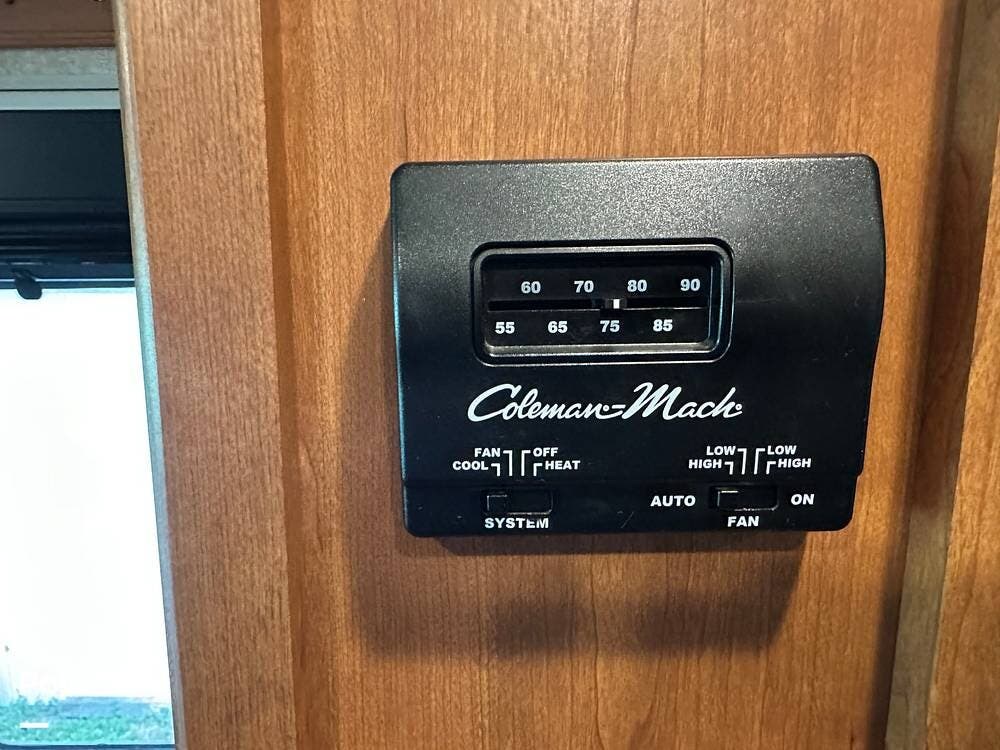 60 70 80 90
55 65 75 85
Coleman-Mach
FAN OFF
COOL HEAT
SYSTEM
LOW LOW
HIGH HIGH
AUTO ON
FAN